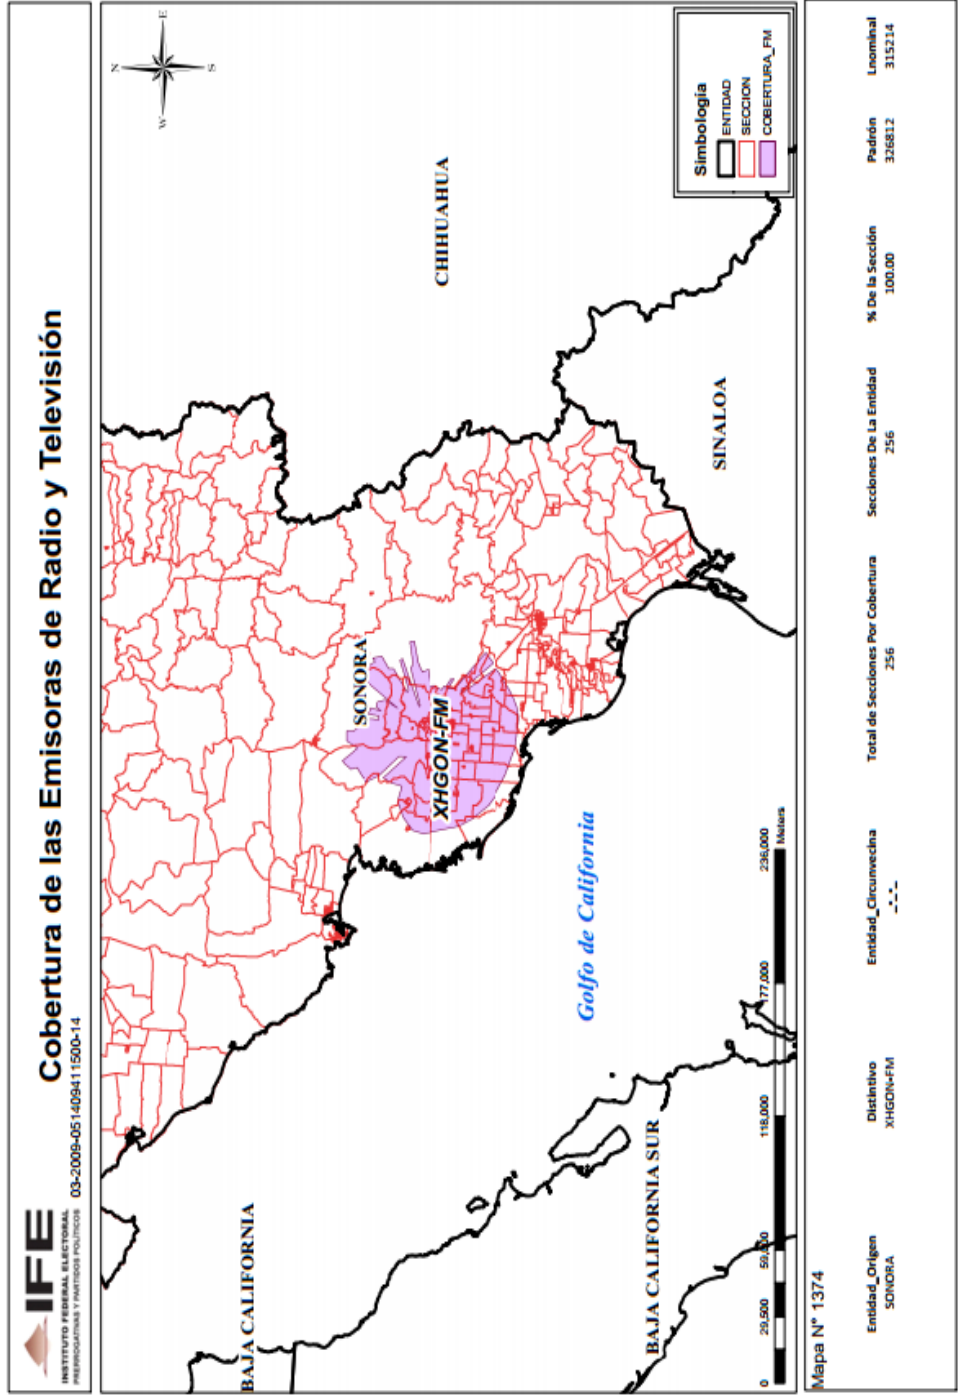 IFE
INSTITUTO FEDERAL ELECTORAL
PRERROGATIVAS Y PARTIDOS POLÍTICOS
Cobertura de las Emisoras de Radio y Televisión
03-2009-051409411500-14
N
W
E
S
CHIHUAHUA
SONORA
XHGON-FM
SINALOA
BAJA CALIFORNIA
Golfo de California
BAJA CALIFORNIA SUR
Simbología
ENTIDAD
SECCION
COBERTURA_FM
0 29,500 59,000 118,000 177,000 236,000
Meters
Mapa N° 1374
Entidad_Origen Distintivo Entidad_Circunvecina Total de Secciones Por Cobertura Secciones De La Entidad % De la Sección Padrón Lnominal
SONORA XHGON-FM -.-.- 256 256 100.00 326812 315214